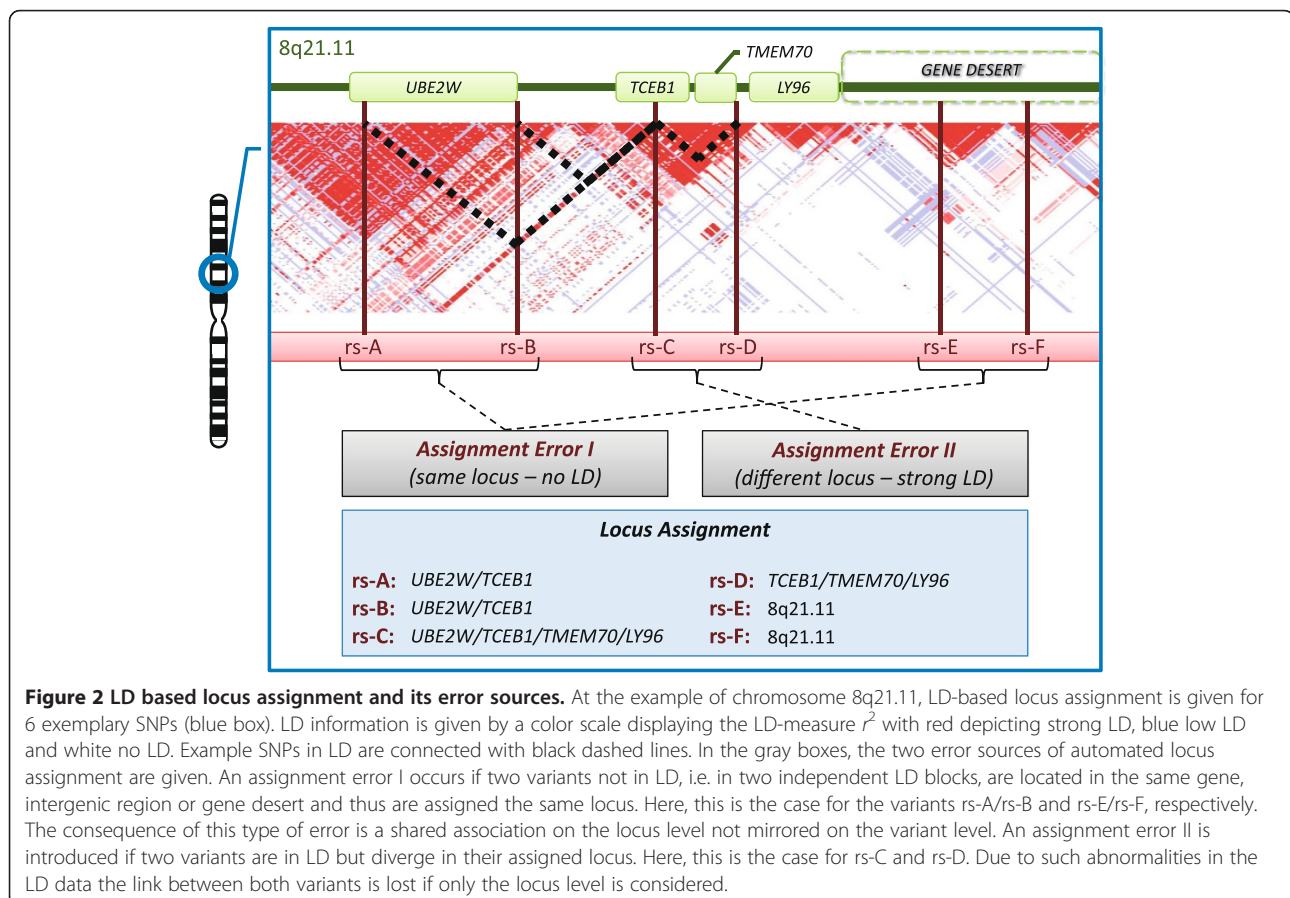 8q21.11
TMEM70
UBE2W
TCEB1
LY96
GENE DESERT
rs-A
rs-B
rs-C
rs-D
rs-E
rs-F
Assignment Error I
(same locus – no LD)
Assignment Error II
(different locus – strong LD)
Locus Assignment
rs-A: UBE2W/TCEB1
rs-B: UBE2W/TCEB1
rs-C: UBE2W/TCEB1/TMEM70/LY96
rs-D: TCEB1/TMEM70/LY96
rs-E: 8q21.11
rs-F: 8q21.11
Figure 2 LD based locus assignment and its error sources. At the example of chromosome 8q21.11, LD-based locus assignment is given for
6 exemplary SNPs (blue box). LD information is given by a color scale displaying the LD-measure r² with red depicting strong LD, blue low LD
and white no LD. Example SNPs in LD are connected with black dashed lines. In the gray boxes, the two error sources of automated locus
assignment are given. An assignment error I occurs if two variants not in LD, i.e. in two independent LD blocks, are located in the same gene,
intergenic region or gene desert and thus are assigned the same locus. Here, this is the case for the variants rs-A/rs-B and rs-E/rs-F, respectively.
The consequence of this type of error is a shared association on the locus level not mirrored on the variant level. An assignment error II is
introduced if two variants are in LD but diverge in their assigned locus. Here, this is the case for rs-C and rs-D. Due to such abnormalities in the
LD data the link between both variants is lost if only the locus level is considered.